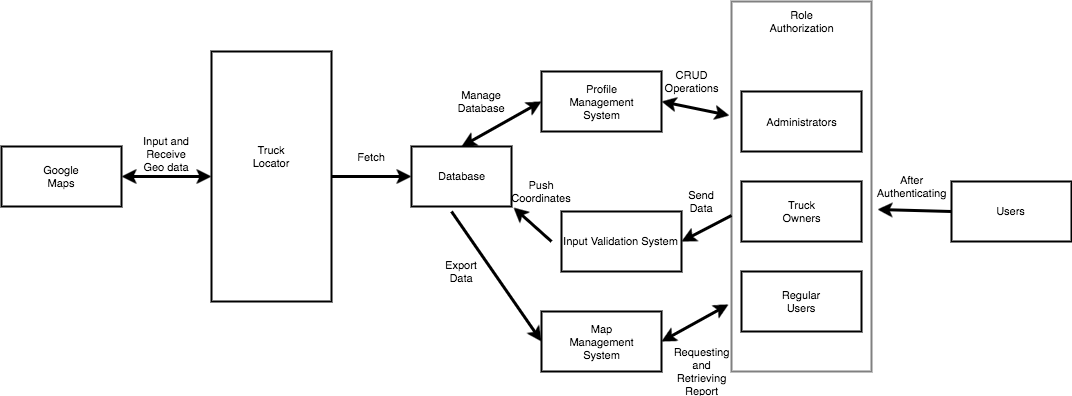 Role
Authorization
CRUD
Operations
Profile
Management
System
Manage
Database
Administrators
Input and
Receive
Geo data
Truck
Locator
Fetch
Google
Maps
Database
After
Authenticating
Push
Coordinates
Send
Data
Truck
Owners
Users
Input Validation System
Export
Data
Regular
Users
Map
Management
System
Requesting
and
Retrieving
Report